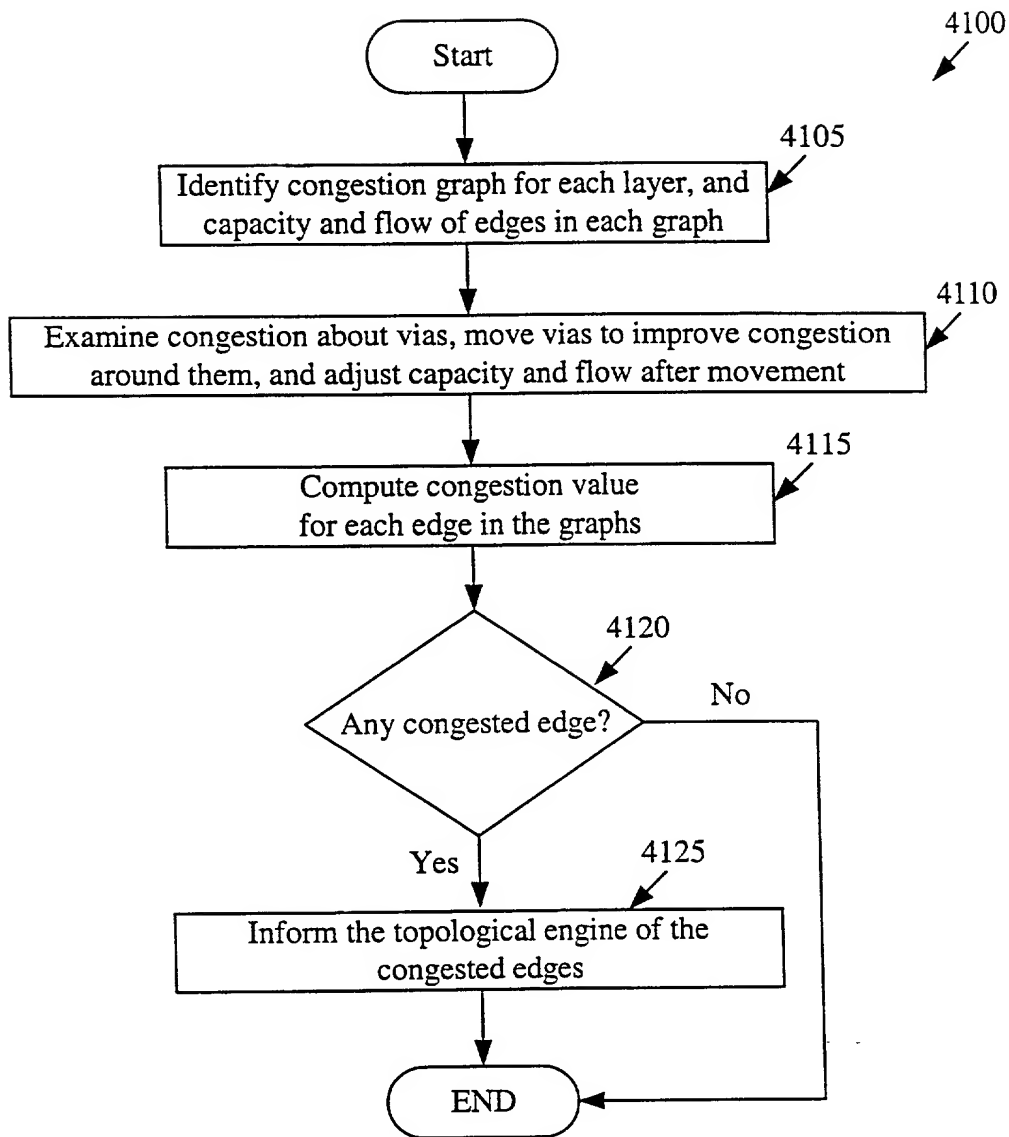 4100
Start
4105
Identify congestion graph for each layer, and
capacity and flow of edges in each graph
4110
Examine congestion about vias, move vias to improve congestion
around them, and adjust capacity and flow after movement
4115
Compute congestion value
for each edge in the graphs
4120
Any congested edge?
No
Yes
4125
Inform the topological engine of the
congested edges
END